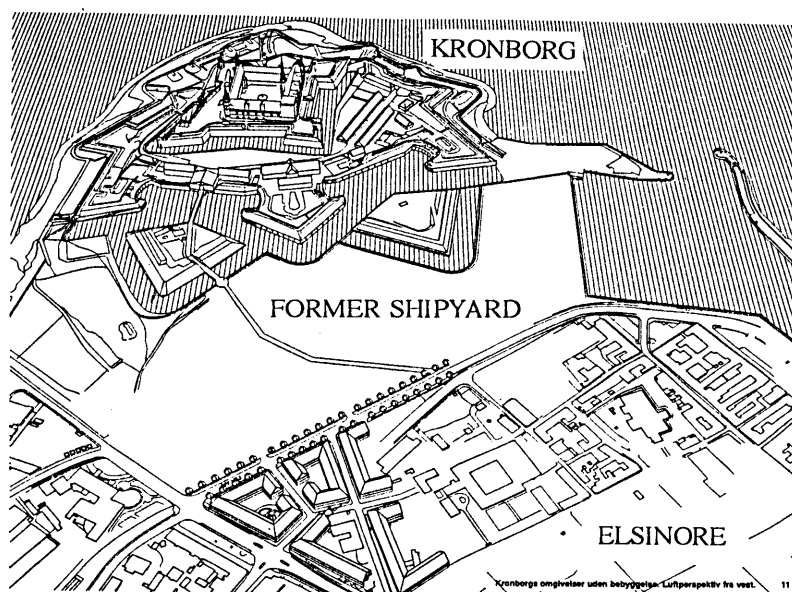 KRONBORG
FORMER SHIPYARD
ELSINORE
Kronborgs omgivelser uden bebyggelse. Luftperspektiv fra vest. 11